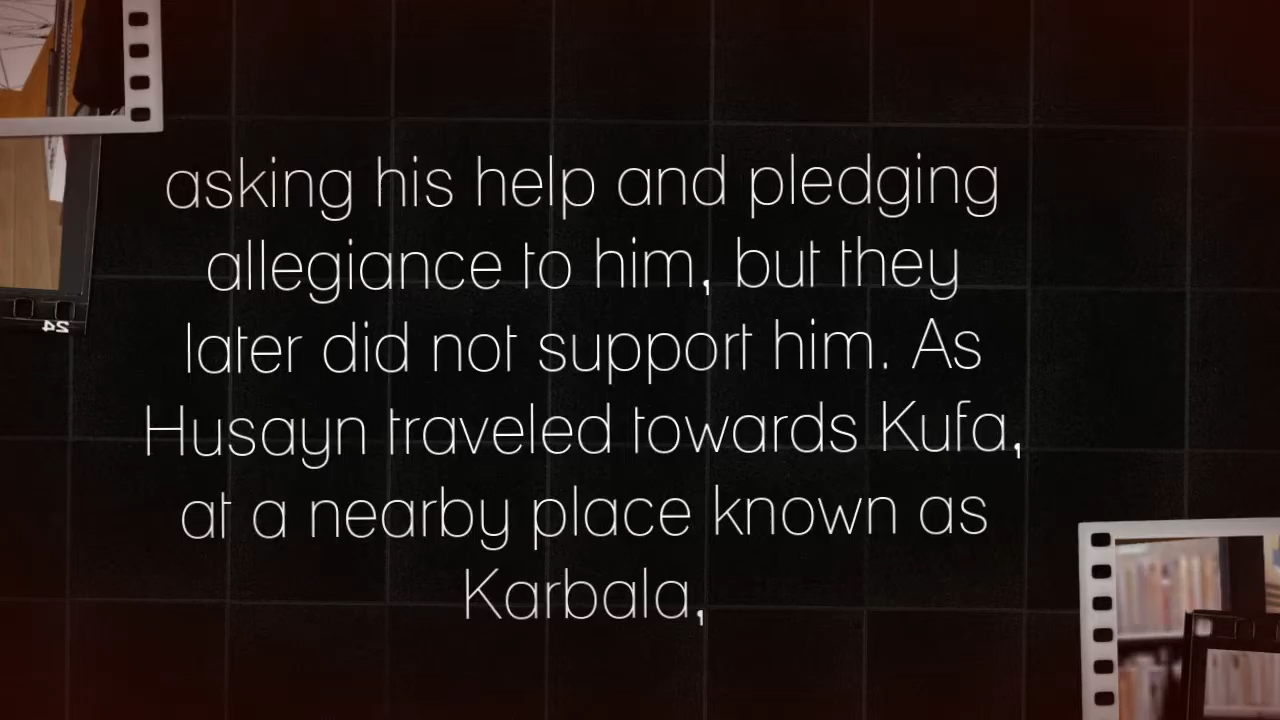 asking his help and pledging
allegiance to him, but they
later did not support him. As
Husayn traveled towards Kufa,
at a nearby place known as
Karbala,
24